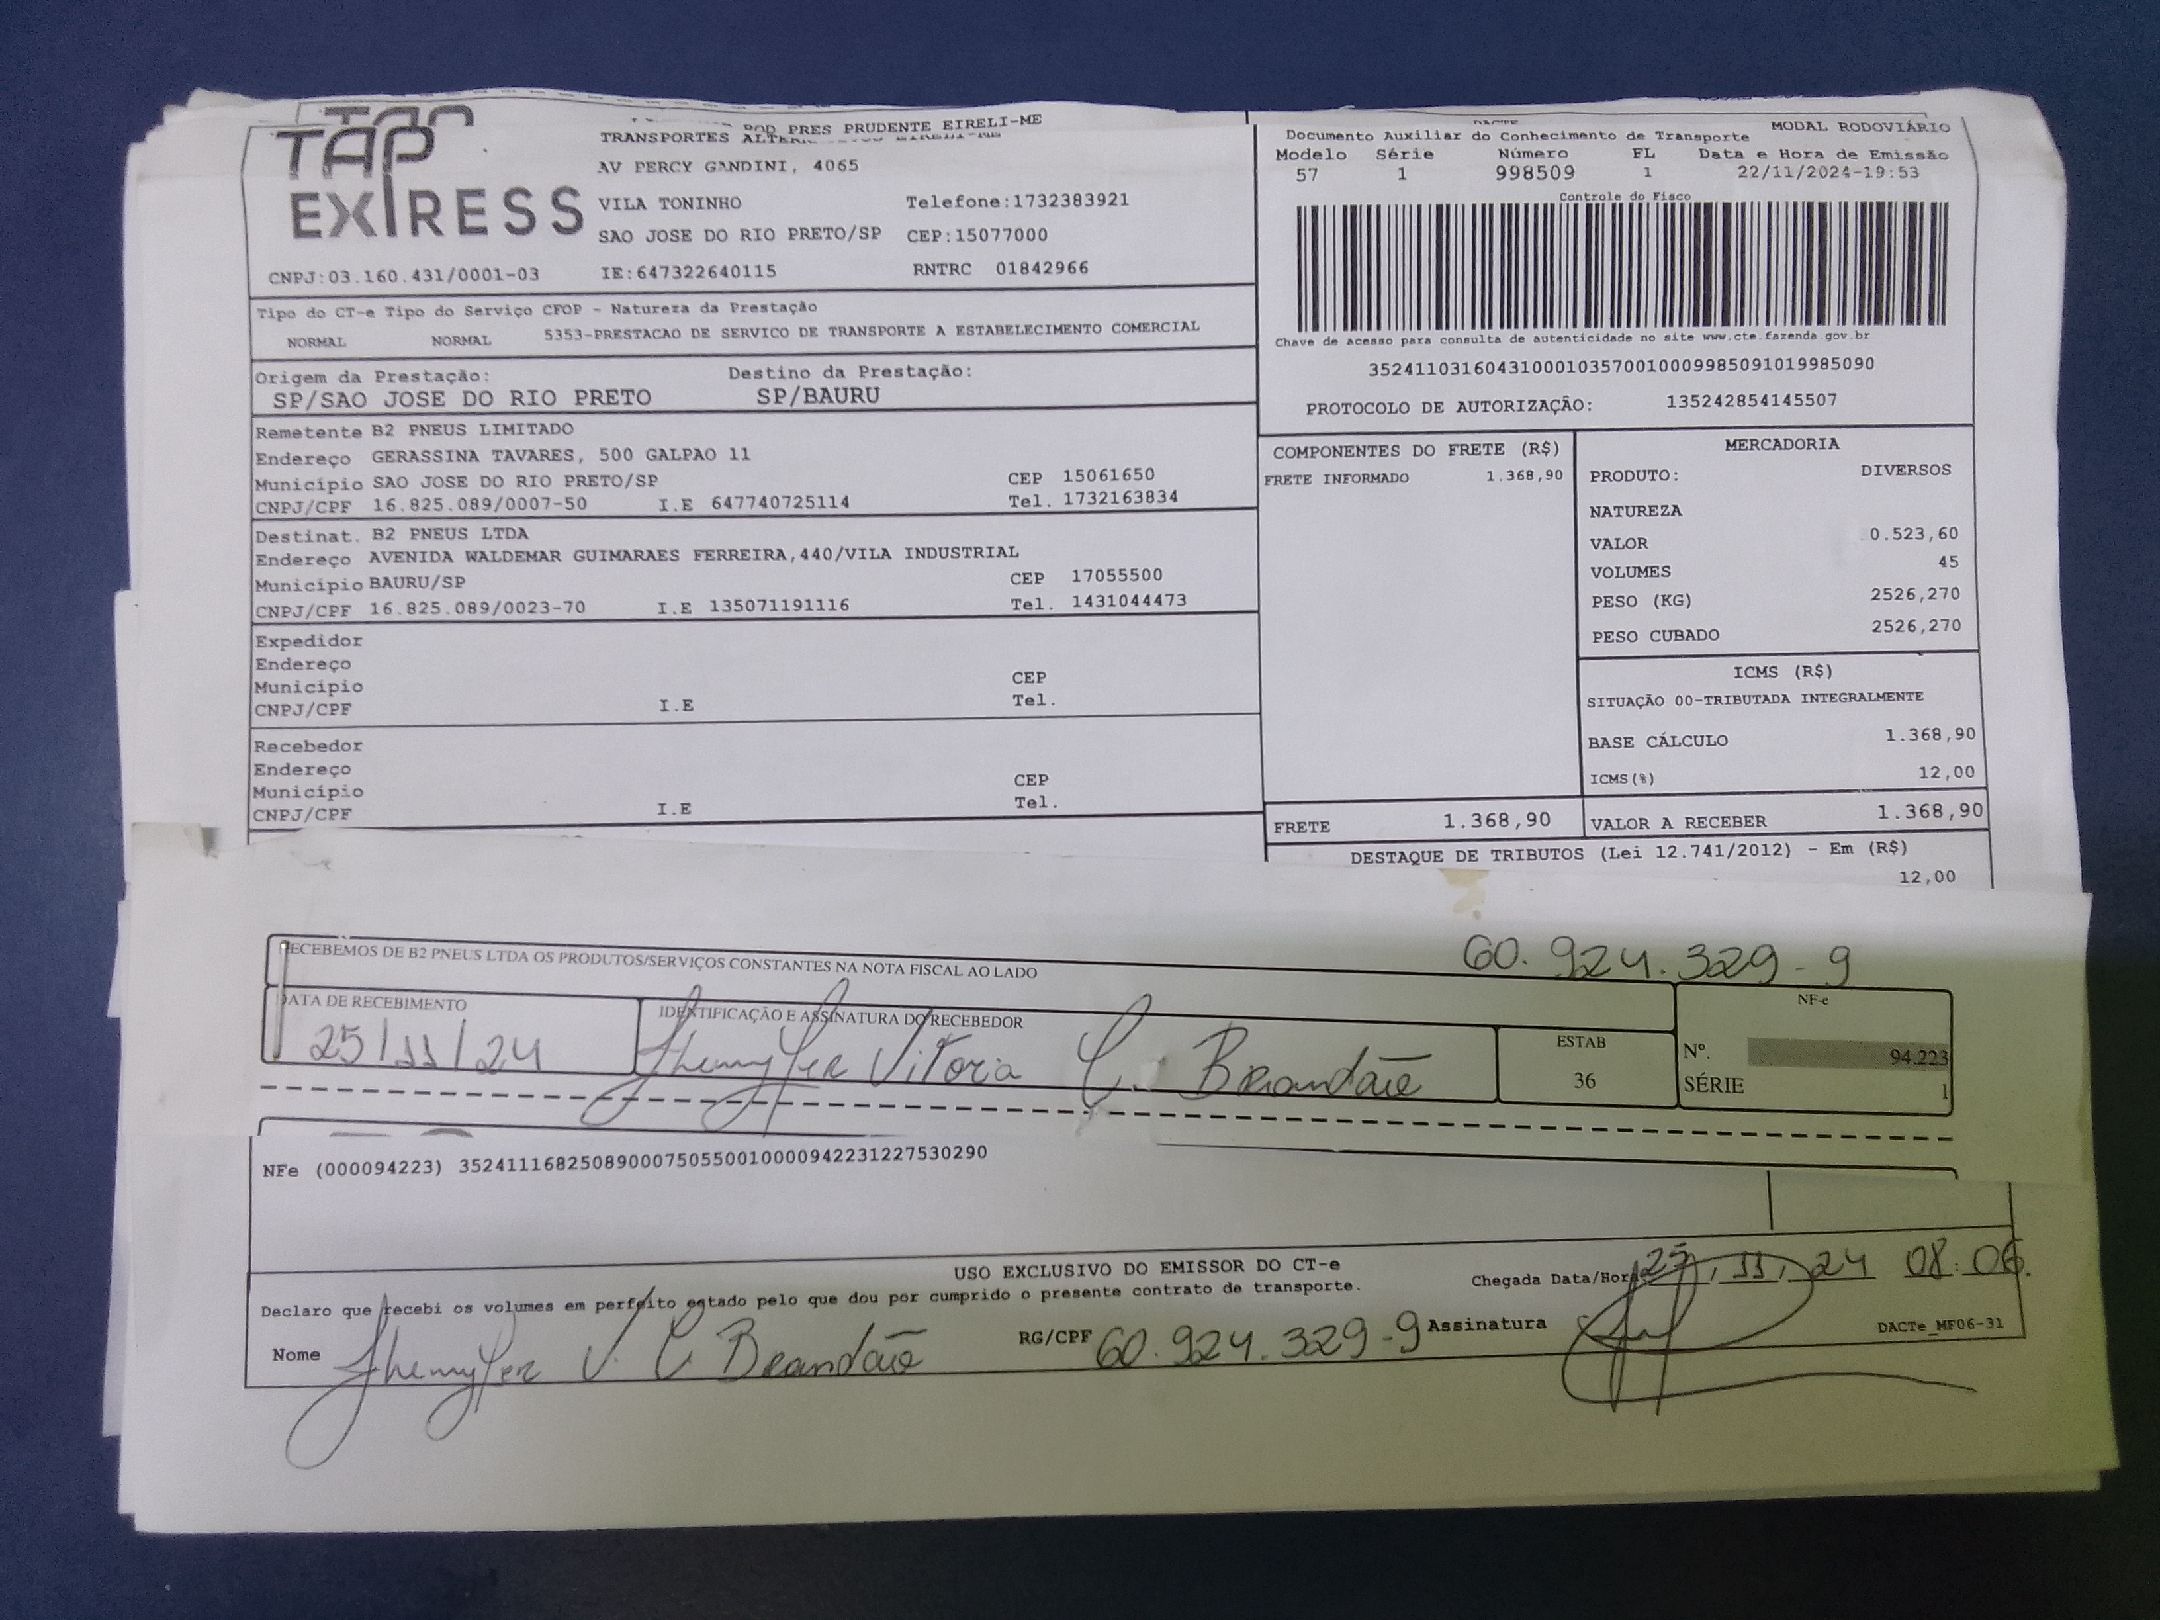 TAP
EXPRESS
POD PRES PRUDENTE EIRELI-ME
TRANSPORTES
AV PERCY GANDINI, 4065
VILA TONINHO Telefone:1732383921
SAO JOSE DO RIO PRETO/SP CEP:15077000
CNPJ:03.160.431/0001-03 IE:647322640115 RNTRC 01842966
Tipo do CT-e Tipo do Serviço CFOP - Natureza da Prestação
NORMAL NORMAL 5353-PRESTACAO DE SERVICO DE TRANSPORTE A ESTABELECIMENTO COMERCIAL
Origem da Prestação: Destino da Prestação:
SP/SAO JOSE DO RIO PRETO SP/BAURU
Remetente B2 PNEUS LIMITADO
Endereço GERASSINA TAVARES, 500 GALPAO 11
Município SAO JOSE DO RIO PRETO/SP CEP 15061650
CNPJ/CPF 16.825.089/0007-50 I.E 647740725114 Tel. 1732163834
Destinat. B2 PNEUS LTDA
Endereço AVENIDA WALDEMAR GUIMARAES FERREIRA,440/VILA INDUSTRIAL
Município BAURU/SP CEP 17055500
CNPJ/CPF 16.825.089/0023-70 I.E 135071191116 Tel. 1431044473
Expedidor
Endereço
Município CEP
CNPJ/CPF I.E Tel.
Recebedor
Endereço
Município CEP
CNPJ/CPF I.E Tel.
DACTE
Documento Auxiliar do Conhecimento de Transporte MODAL RODOVIÁRIO
Modelo Série Número FL Data e Hora de Emissão
57 1 998509 1 22/11/2024-19:53
Controle do Fisco
Chave de acesso para consulta de autenticidade no site www.cte.fazenda.gov.br
35241103160431000103570010009985091019985090
PROTOCOLO DE AUTORIZAÇÃO: 135242854145507
COMPONENTES DO FRETE (R$)
FRETE INFORMADO 1.368,90
MERCADORIA
PRODUTO: DIVERSOS
NATUREZA
VALOR 0.523,60
VOLUMES 45
PESO (KG) 2526,270
PESO CUBADO 2526,270
ICMS (R$)
SITUAÇÃO 00-TRIBUTADA INTEGRALMENTE
BASE CÁLCULO 1.368,90
ICMS(%) 12,00
FRETE 1.368,90 VALOR A RECEBER 1.368,90
DESTAQUE DE TRIBUTOS (Lei 12.741/2012) - Em (R$)
12,00
60.924.329-9
RECEBEMOS DE B2 PNEUS LTDA OS PRODUTOS/SERVIÇOS CONSTANTES NA NOTA FISCAL AO LADO
DATA DE RECEBIMENTO IDENTIFICAÇÃO E ASSINATURA DO RECEBEDOR ESTAB NF-e
25/11/24 Jhenyfer Vitoria C. Brandão 36 Nº. 94.223
SÉRIE 1
NFe (000094223) 35241116825089000750550010000942231227530290
USO EXCLUSIVO DO EMISSOR DO CT-e
Declaro que recebi os volumes em perfeito estado pelo que dou por cumprido o presente contrato de transporte.
Chegada Data/Hora 25, 11, 24 08:06
Nome Jhenyfer V. C Brandão RG/CPF 60.924.329-9 Assinatura DACTe_MF06-31